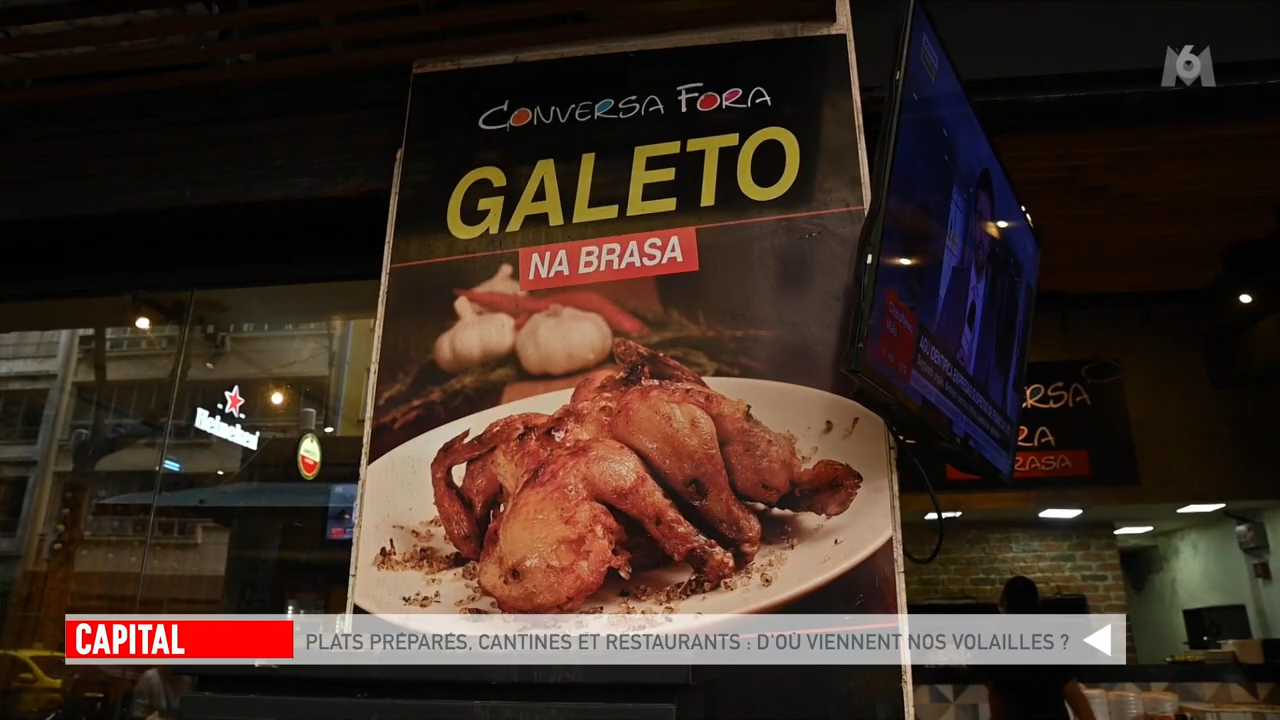 M6
CONVERSA FORA
GALETO
NA BRASA
Heineken
RSA
RA
RASA
CAPITAL
PLATS PRÉPARÉS, CANTINES ET RESTAURANTS : D'OÙ VIENNENT NOS VOLAILLES ?